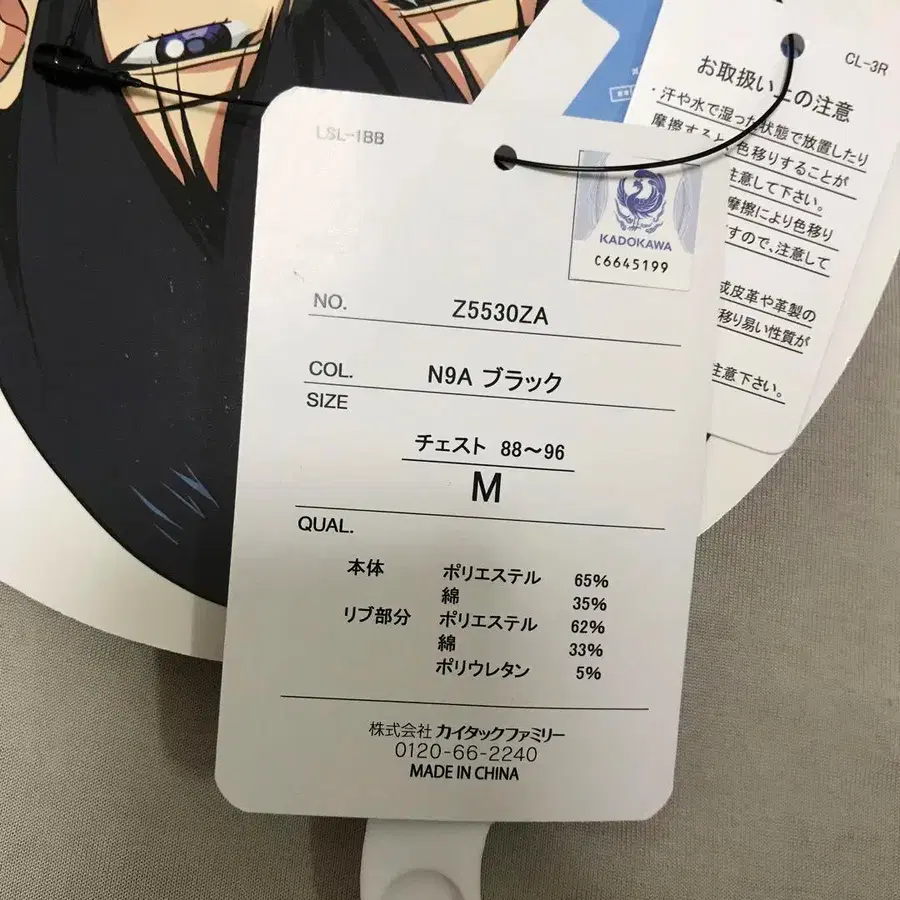 LSL-1BB
KADOKAWA
C6645199
NO. Z5530ZA
COL. N9A ブラック
SIZE
チェスト 88～96
M
QUAL.
本体 ポリエステル 65%
綿 35%
リブ部分 ポリエステル 62%
綿 33%
ポリウレタン 5%
株式会社 カイタックファミリー
0120-66-2240
MADE IN CHINA
CL-3R
お取扱い上の注意
・汗や水で湿った状態で放置したり
摩擦すると、色移りすることが
注意して下さい。
摩擦により色移り
すので、注意して
成皮革や革製の
移り易い性質が
注意下さい。